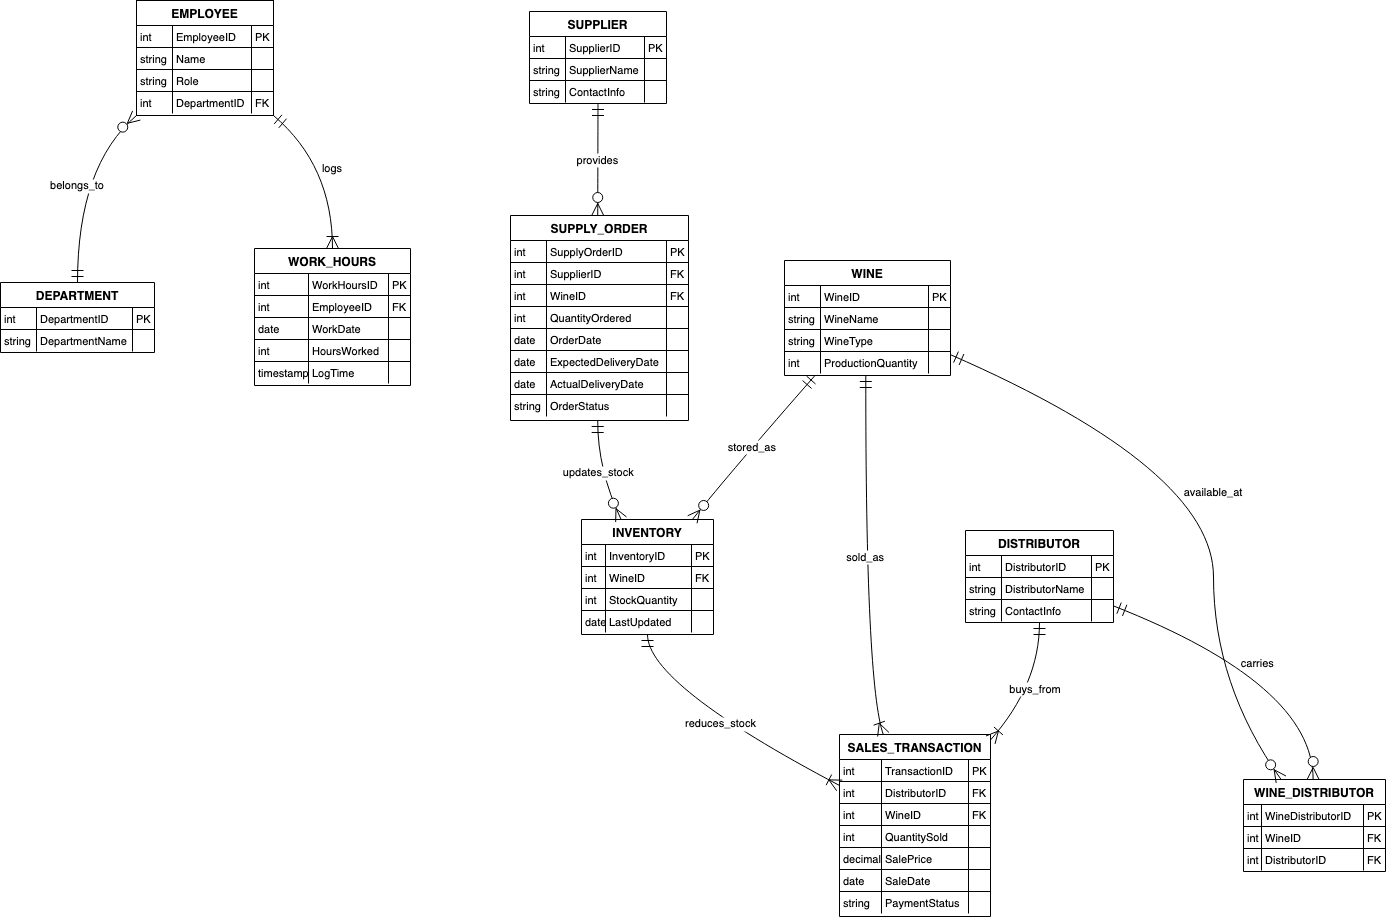 EMPLOYEE
int EmployeeID PK
string Name
string Role
int DepartmentID FK
belongs_to
logs
DEPARTMENT
int DepartmentID PK
string DepartmentName
WORK_HOURS
int WorkHoursID PK
int EmployeeID FK
date WorkDate
int HoursWorked
timestamp LogTime
SUPPLIER
int SupplierID PK
string SupplierName
string ContactInfo
provides
SUPPLY_ORDER
int SupplyOrderID PK
int SupplierID FK
int WineID FK
int QuantityOrdered
date OrderDate
date ExpectedDeliveryDate
date ActualDeliveryDate
string OrderStatus
WINE
int WineID PK
string WineName
string WineType
int ProductionQuantity
updates_stock
stored_as
available_at
sold_as
INVENTORY
int InventoryID PK
int WineID FK
int StockQuantity
date LastUpdated
DISTRIBUTOR
int DistributorID PK
string DistributorName
string ContactInfo
reduces_stock
buys_from
carries
SALES_TRANSACTION
int TransactionID PK
int DistributorID FK
int WineID FK
int QuantitySold
decimal SalePrice
date SaleDate
string PaymentStatus
WINE_DISTRIBUTOR
int WineDistributorID PK
int WineID FK
int DistributorID FK